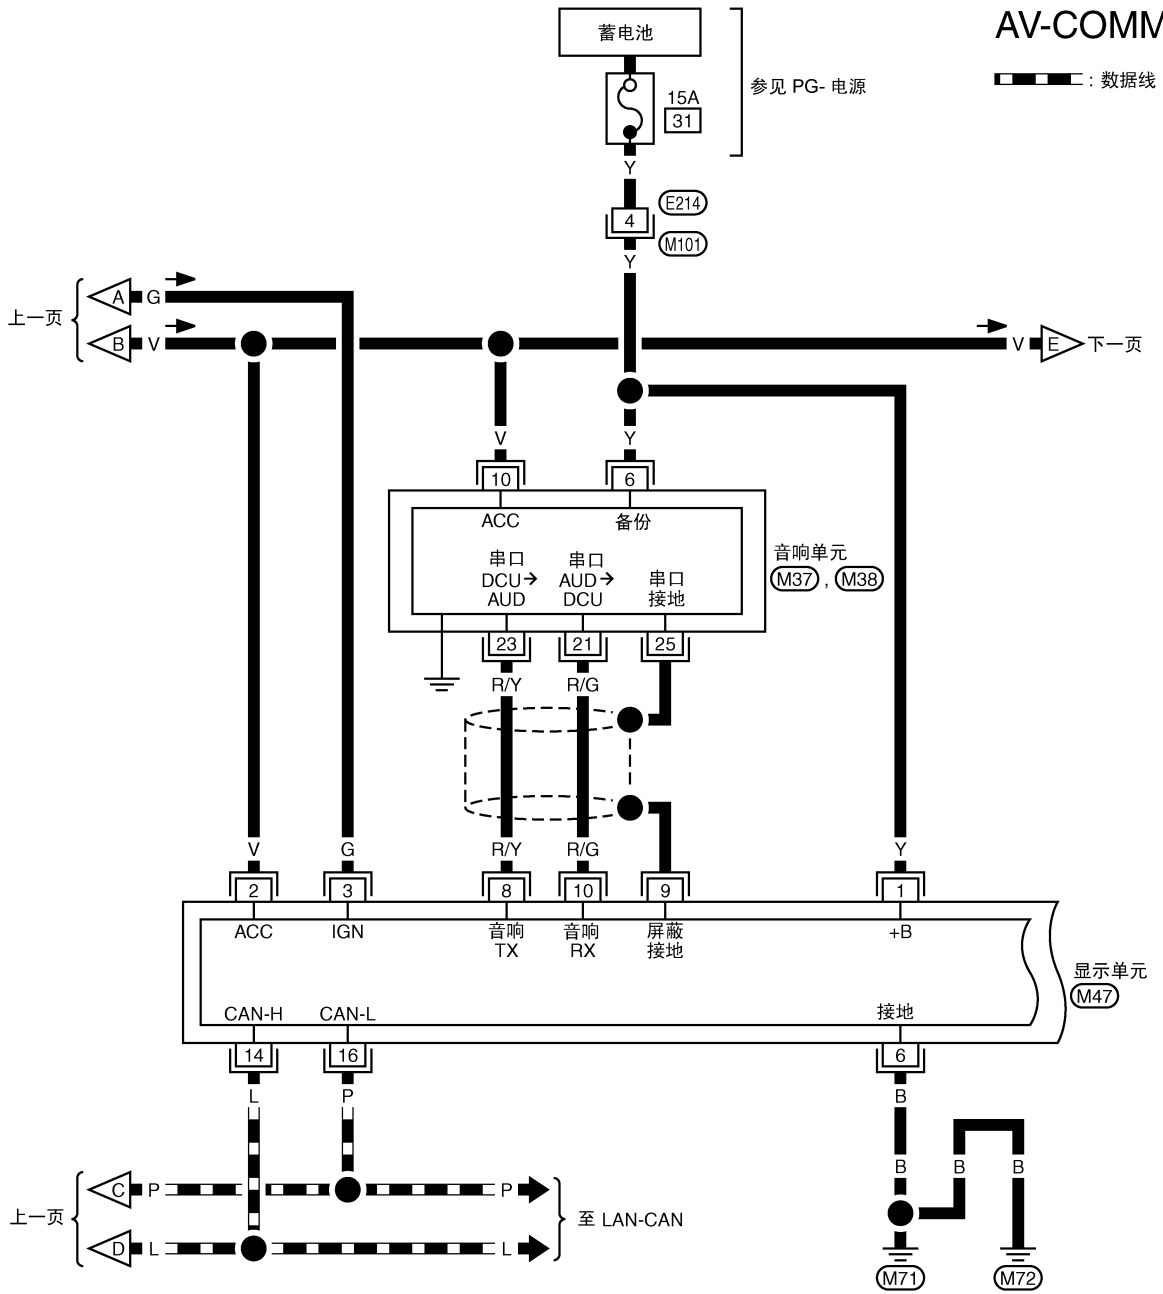 AV-COMM
蓄电池
: 数据线
参见 PG- 电源
15A
31
Y
E214
4
M101
Y
A G
上一页
B V
V E 下一页
V
Y
10
6
ACC
备份
串口
DCU→
AUD
串口
AUD→
DCU
串口
接地
音响单元
M37 , M38
23
21
25
R/Y
R/G
V
G
R/Y
R/G
Y
2
3
8
10
9
1
ACC
IGN
音响
TX
音响
RX
屏蔽
接地
+B
显示单元
M47
CAN-H
CAN-L
接地
14
16
6
L
P
B
B
B
B
C P
P
上一页
至 LAN-CAN
D L
L
M71
M72